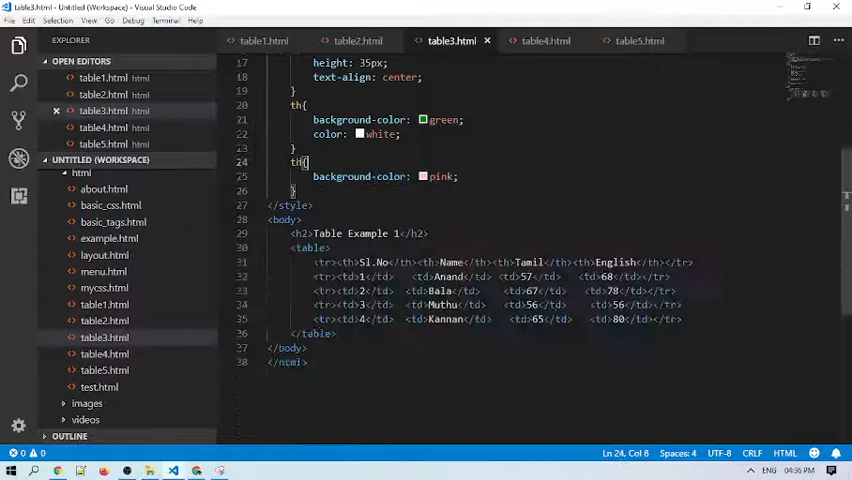 table3.html - Untitled (Workspace) - Visual Studio Code
File Edit Selection View Go Debug Terminal Help
EXPLORER
table1.html
table2.html
table3.html
table4.html
table5.html
OPEN EDITORS
table1.html html
table2.html html
table3.html html
table4.html html
table5.html html
UNTITLED (WORKSPACE)
html
about.html
basic_css.html
basic_tags.html
example.html
layout.html
menu.html
mycss.html
table1.html
table2.html
table3.html
table4.html
table5.html
test.html
images
videos
OUTLINE
17 height: 35px;
18 text-align: center;
19 }
20 th{
21 background-color: green;
22 color: white;
23 }
24 th{
25 background-color: pink;
26 }
27 </style>
28 <body>
29 <h2>Table Example 1</h2>
30 <table>
31 <tr><th>Sl.No</th><th>Name</th><th>Tamil</th><th>English</th></tr>
32 <tr><td>1</td> <td>Anand</td> <td>57</td> <td>68</td></tr>
33 <tr><td>2</td> <td>Bala</td> <td>67</td> <td>78</td></tr>
34 <tr><td>3</td> <td>Muthu</td> <td>56</td> <td>56</td></tr>
35 <tr><td>4</td> <td>Kannan</td> <td>65</td> <td>80</td></tr>
36 </table>
37 </body>
38 </html>
0 0
Ln 24, Col 8 Spaces: 4 UTF-8 CRLF HTML
ENG 04:36 PM